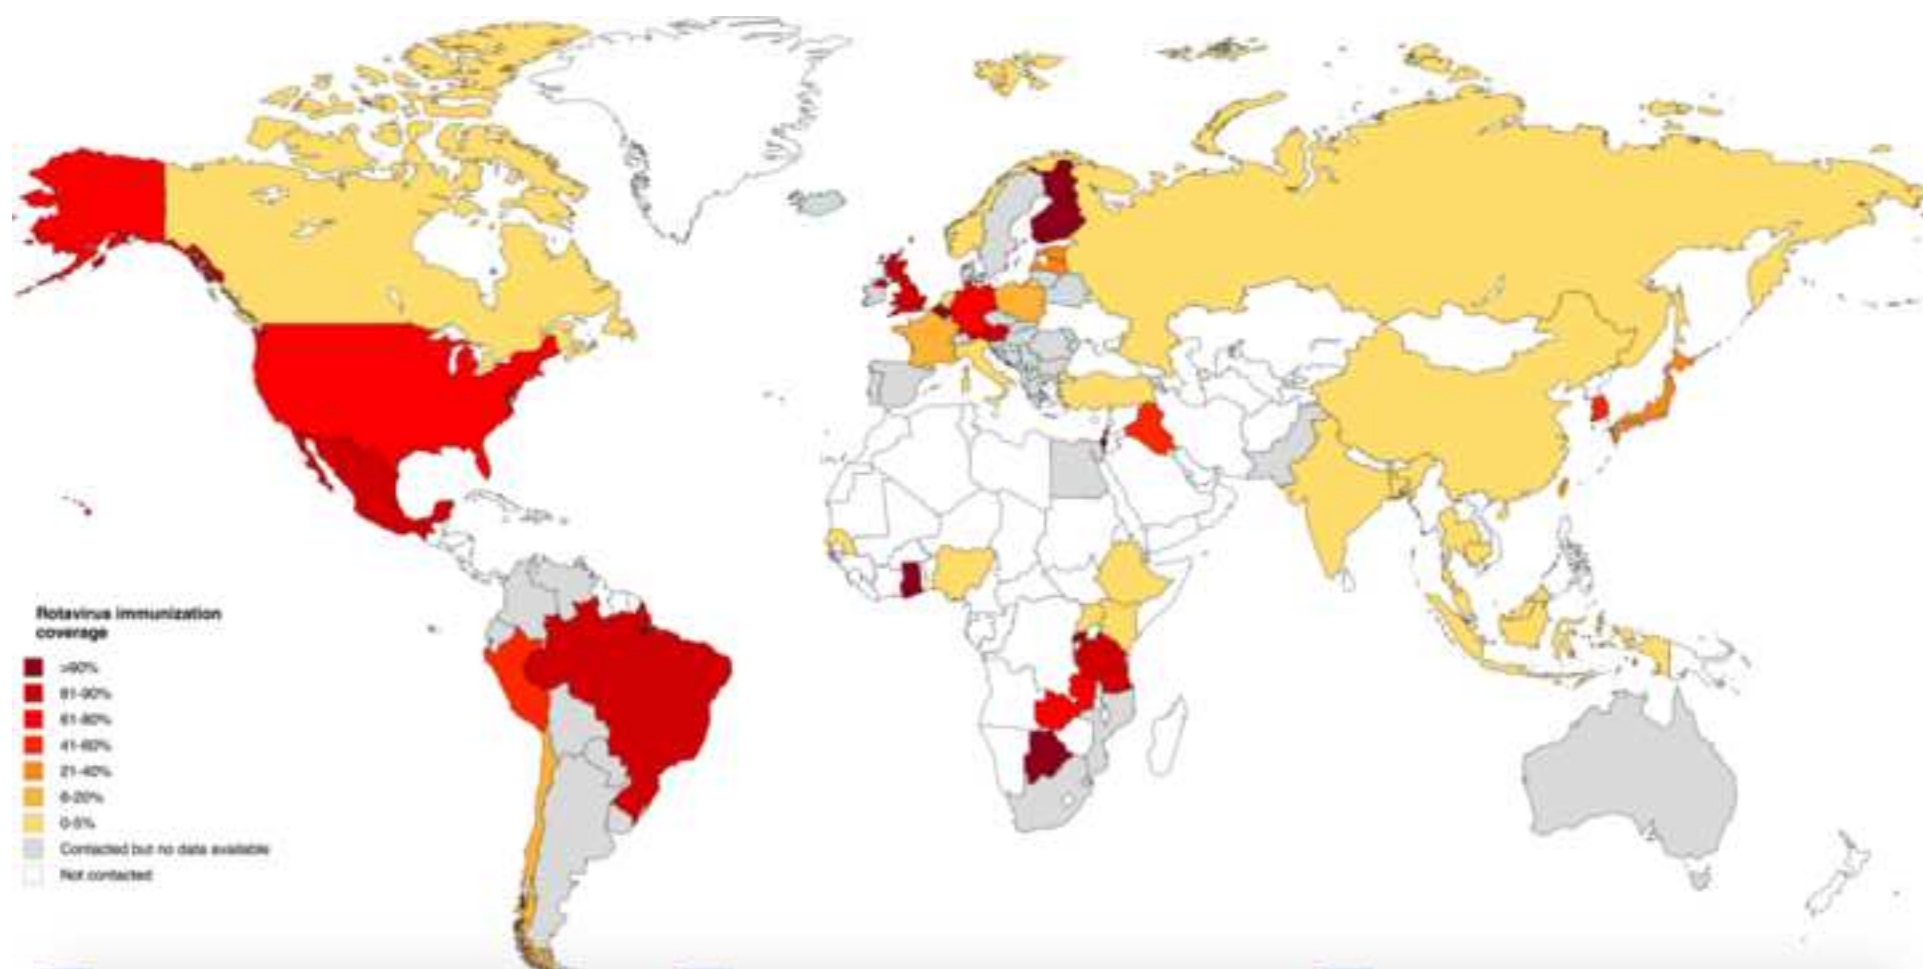 Rotavirus immunization
coverage
>90%
81-90%
61-80%
41-60%
21-40%
6-20%
0-5%
Contacted but no data available
Not contacted